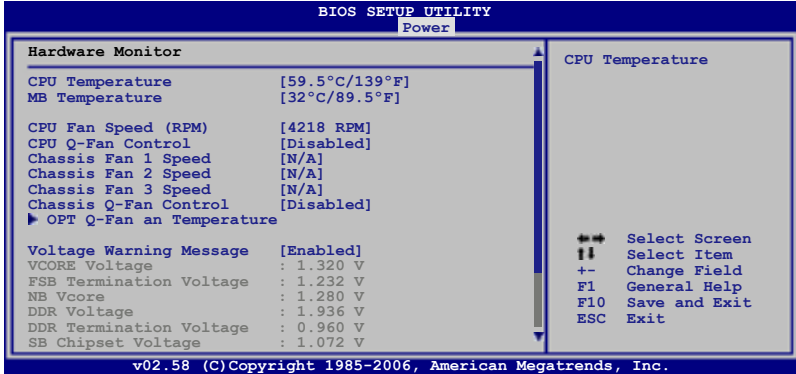 BIOS SETUP UTILITY
Power
Hardware Monitor
CPU Temperature [59.5°C/139°F]
MB Temperature [32°C/89.5°F]
CPU Fan Speed (RPM) [4218 RPM]
CPU Q-Fan Control [Disabled]
Chassis Fan 1 Speed [N/A]
Chassis Fan 2 Speed [N/A]
Chassis Fan 3 Speed [N/A]
Chassis Q-Fan Control [Disabled]
OPT Q-Fan an Temperature
Voltage Warning Message [Enabled]
VCORE Voltage : 1.320 V
FSB Termination Voltage : 1.232 V
NB Vcore : 1.280 V
DDR Voltage : 1.936 V
DDR Termination Voltage : 0.960 V
SB Chipset Voltage : 1.072 V
CPU Temperature
Select Screen
Select Item
+- Change Field
F1 General Help
F10 Save and Exit
ESC Exit
v02.58 (C)Copyright 1985-2006, American Megatrends, Inc.